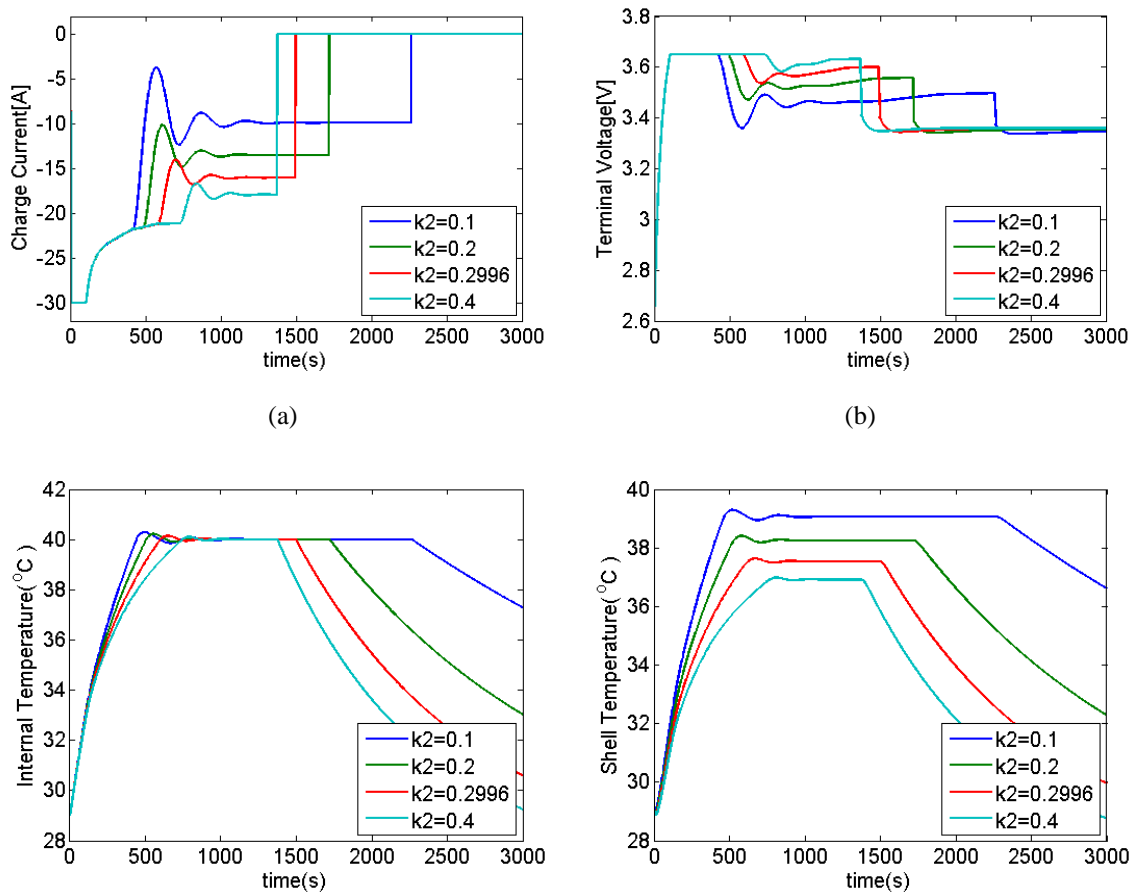 0
-5
-10
-15
-20
-25
-30
Charge Current[A]
k2=0.1
k2=0.2
k2=0.2996
k2=0.4
0 500 1000 1500 2000 2500 3000
time(s)
(a)
3.8
3.6
3.4
3.2
3
2.8
2.6
Terminal Voltage[V]
k2=0.1
k2=0.2
k2=0.2996
k2=0.4
0 500 1000 1500 2000 2500 3000
time(s)
(b)
42
40
38
36
34
32
30
28
Internal Temperature(°C)
k2=0.1
k2=0.2
k2=0.2996
k2=0.4
0 500 1000 1500 2000 2500 3000
time(s)
40
38
36
34
32
30
28
Shell Temperature(°C )
k2=0.1
k2=0.2
k2=0.2996
k2=0.4
0 500 1000 1500 2000 2500 3000
time(s)